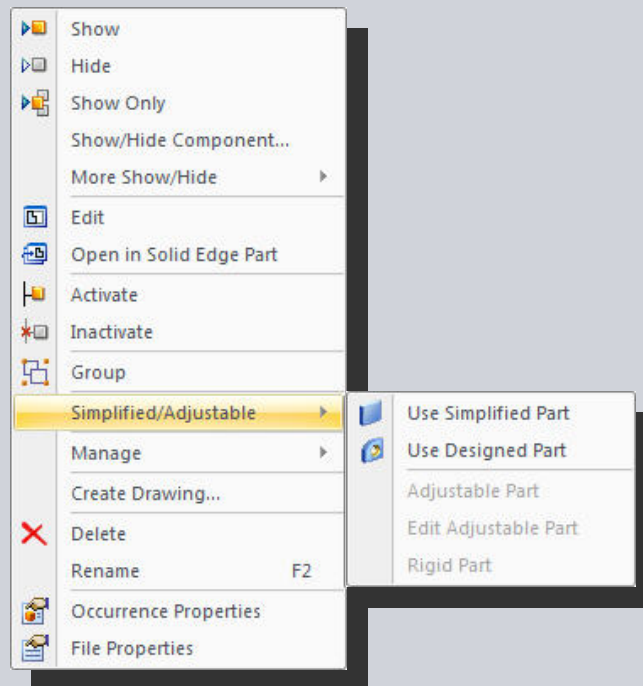 Show
Hide
Show Only
Show/Hide Component...
More Show/Hide
Edit
Open in Solid Edge Part
Activate
Inactivate
Group
Simplified/Adjustable
Manage
Create Drawing...
Delete
Rename F2
Occurrence Properties
File Properties
Use Simplified Part
Use Designed Part
Adjustable Part
Edit Adjustable Part
Rigid Part